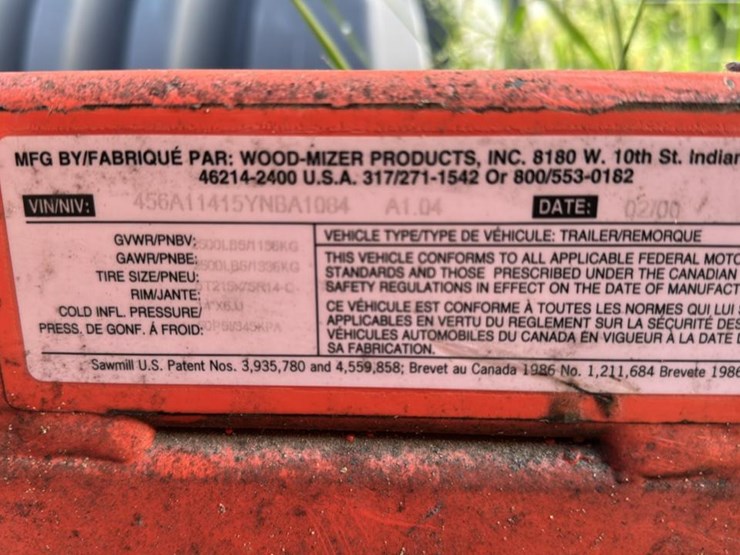 MFG BY/FABRIQUÉ PAR: WOOD-MIZER PRODUCTS, INC. 8180 W. 10th St. Indian
46214-2400 U.S.A. 317/271-1542 Or 800/553-0182
VIN/NIV: 456A11415YNBA1084 A1.04 DATE: 02/00
GVWR/PNBV:
GAWR/PNBE:
TIRE SIZE/PNEU:
RIM/JANTE:
COLD INFL. PRESSURE/
PRESS. DE GONF. Á FROID:
VEHICLE TYPE/TYPE DE VÉHICULE: TRAILER/REMORQUE
THIS VEHICLE CONFORMS TO ALL APPLICABLE FEDERAL MOTO
STANDARDS AND THOSE PRESCRIBED UNDER THE CANADIAN
SAFETY REGULATIONS IN EFFECT ON THE DATE OF MANUFACT
CE VÉHICULE EST CONFORME À TOUTES LES NORMES QUI LUI
APPLICABLES EN VERTU DU REGLEMENT SUR LA SÉCURITÉ DES
VÉHICULES AUTOMOBILES DU CANADA EN VIGUEUR À LA DATE
SA FABRICATION.
Sawmill U.S. Patent Nos. 3,935,780 and 4,559,858; Brevet au Canada 1986 No. 1,211,684 Brevete 1986